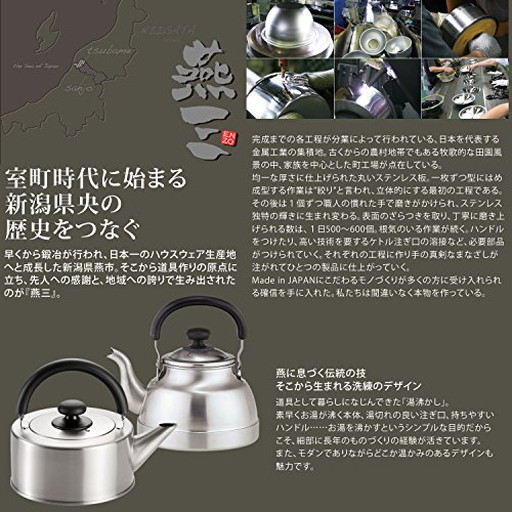 NIIGATA
tsubame
The Sea of Japan
sanjo
燕三
ENZO
室町時代に始まる
新潟県央の
歴史をつなぐ
早くから鍛冶が行われ、日本一のハウスウェア生産地
へと成長した新潟県燕市。そこから道具作りの原点に
立ち、先人への感謝と、地域への誇りで生み出されたの
が『燕三』。
完成までの各工程が分業によって行われている、日本を代表する
金属工業の集積地。古くからの農村地帯でもある牧歌的な田園風
景の中、家族を中心とした町工場が点在している。
均一な厚さに仕上げられた丸いステンレス板。一枚ずつ型にはめ
成型する作業は“絞り”と言われ、立体的にする最初の工程である。
その後は1個ずつ職人の慣れた手で磨きがかけられ、ステンレス
独特の輝きに生まれ変わる。表面のざらつきを取り、丁寧に磨き上
げられる数は、1日500〜600個。根気のいる作業が続く。ハンドル
をつけたり、高い技術を要するケトル注ぎ口の溶接など、必要部品
がつけられていく。それぞれの工程に作り手の真剣なまなざしが
注がれてひとつの製品に仕上がっていく。
Made in JAPANにこだわるモノづくりが多くの方に受け入れられ
る確信を手に入れた。私たちは間違いなく本物を作っている。
燕に息づく伝統の技
そこから生まれる洗練のデザイン
道具として暮らしになじんできた「湯沸かし」。
素早くお湯が沸く本体、湯切れの良い注ぎ口、持ちやすい
ハンドル……お湯を沸かすというシンプルな目的だから
こそ、細部に長年のものづくりの経験が活きています。
また、モダンでありながらどこか温かみのあるデザインも
魅力です。